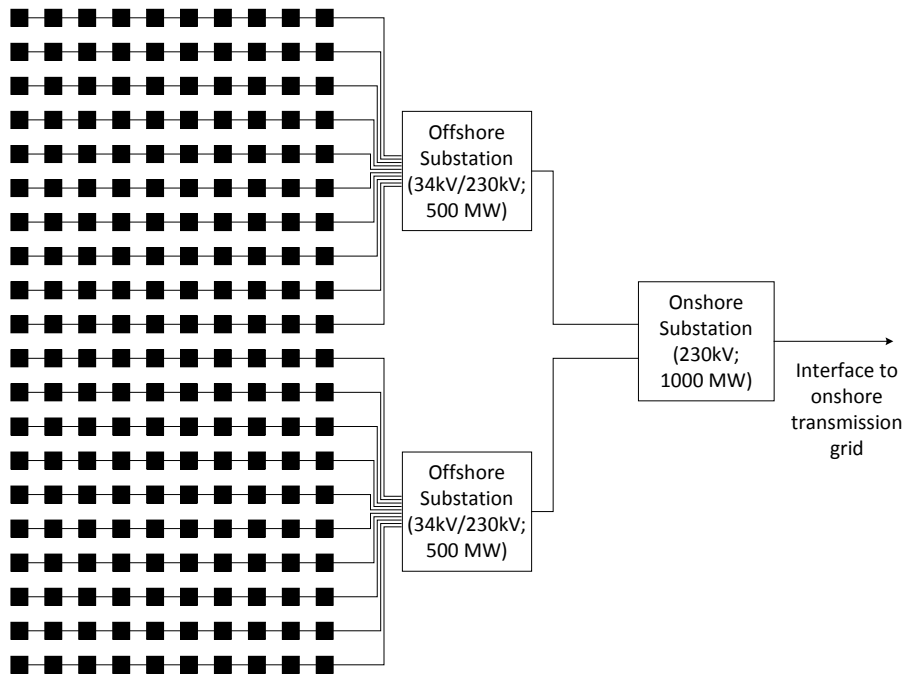 Offshore
Substation
(34kV/230kV;
500 MW)
Onshore
Substation
(230kV;
1000 MW)
Interface to
onshore
transmission
grid
Offshore
Substation
(34kV/230kV;
500 MW)